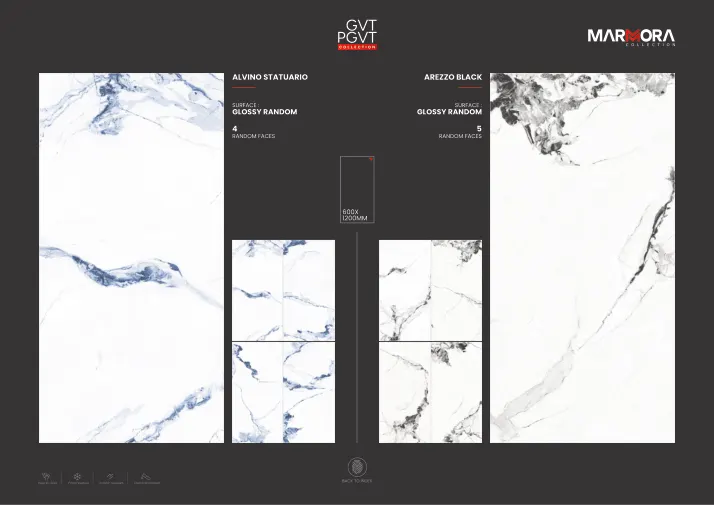 GVT
PGVT
COLLECTION
MARMORA
COLLECTION
ALVINO STATUARIO
SURFACE :
GLOSSY RANDOM
4
RANDOM FACES
AREZZO BLACK
SURFACE :
GLOSSY RANDOM
5
RANDOM FACES
600X
1200MM
BACK TO INDEX